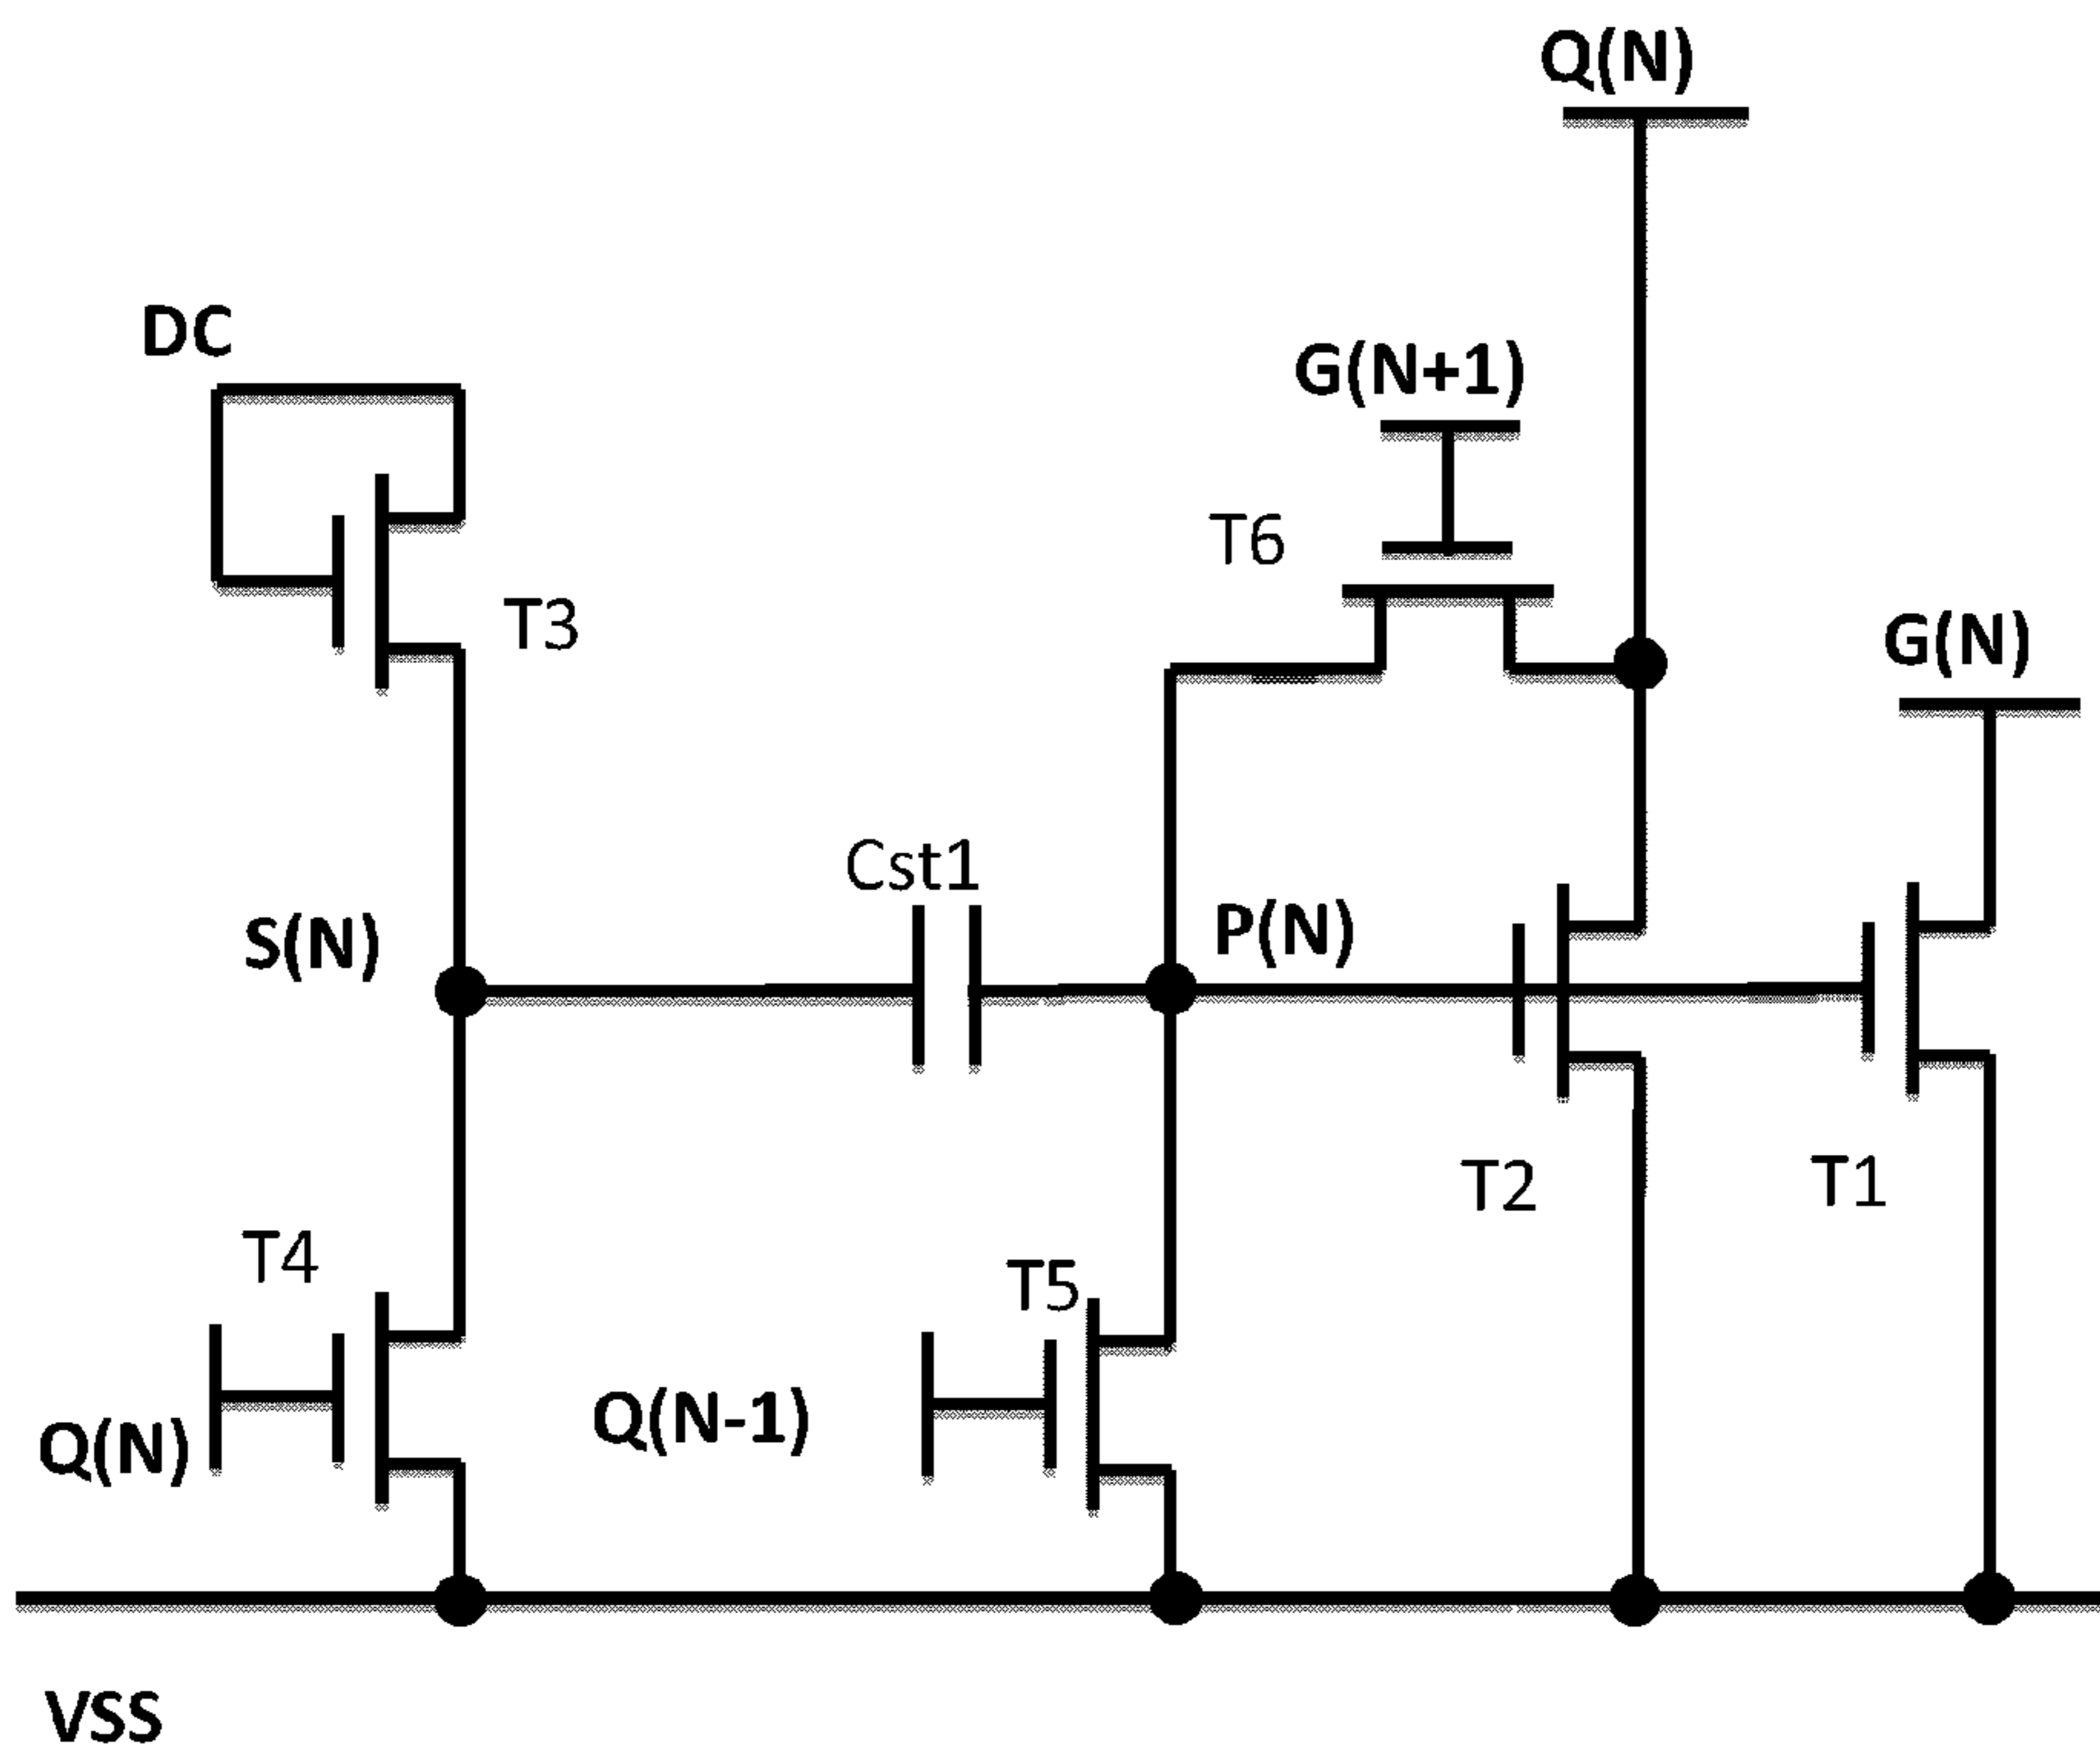 Q(N)
DC
G(N+1)
T6
T3
G(N)
Cst1
S(N)
P(N)
T2
T1
T4
T5
Q(N)
Q(N-1)
VSS